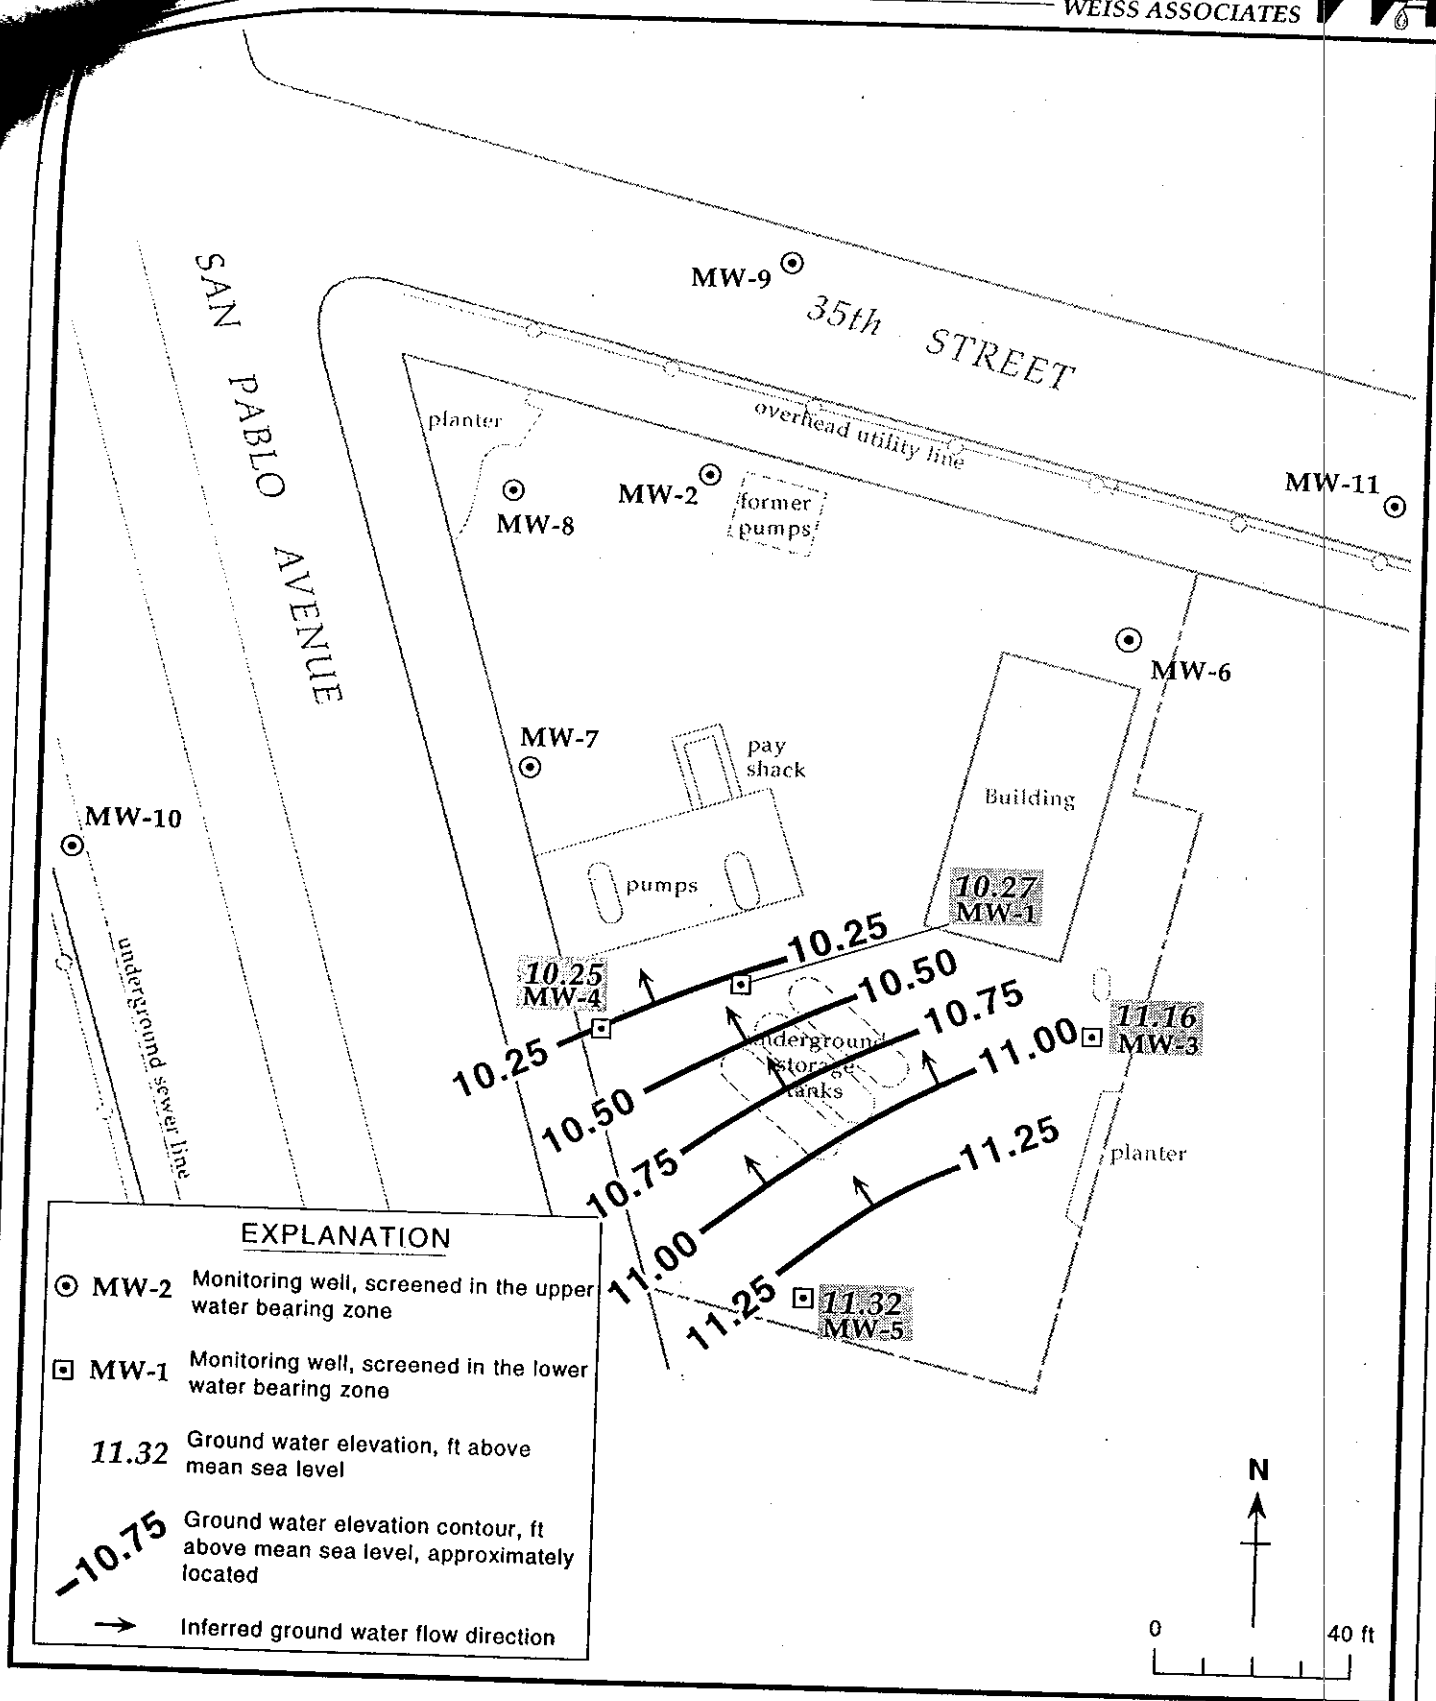 WEISS ASSOCIATES
SAN PABLO AVENUE
MW-9
35th STREET
overhead utility line
planter
MW-8
MW-2
former
pumps
MW-11
MW-6
MW-7
pay
shack
Building
MW-10
pumps
10.27
MW-1
10.25
MW-4
10.25
10.25
10.50
10.50
10.75
10.75
11.00
11.00
11.25
11.25
underground
storage
tanks
11.16
MW-3
planter
underground sewer line
11.32
MW-5
EXPLANATION
MW-2 Monitoring well, screened in the upper
water bearing zone
MW-1 Monitoring well, screened in the lower
water bearing zone
11.32 Ground water elevation, ft above
mean sea level
10.75 Ground water elevation contour, ft
above mean sea level, approximately
located
Inferred ground water flow direction
N
0 40 ft